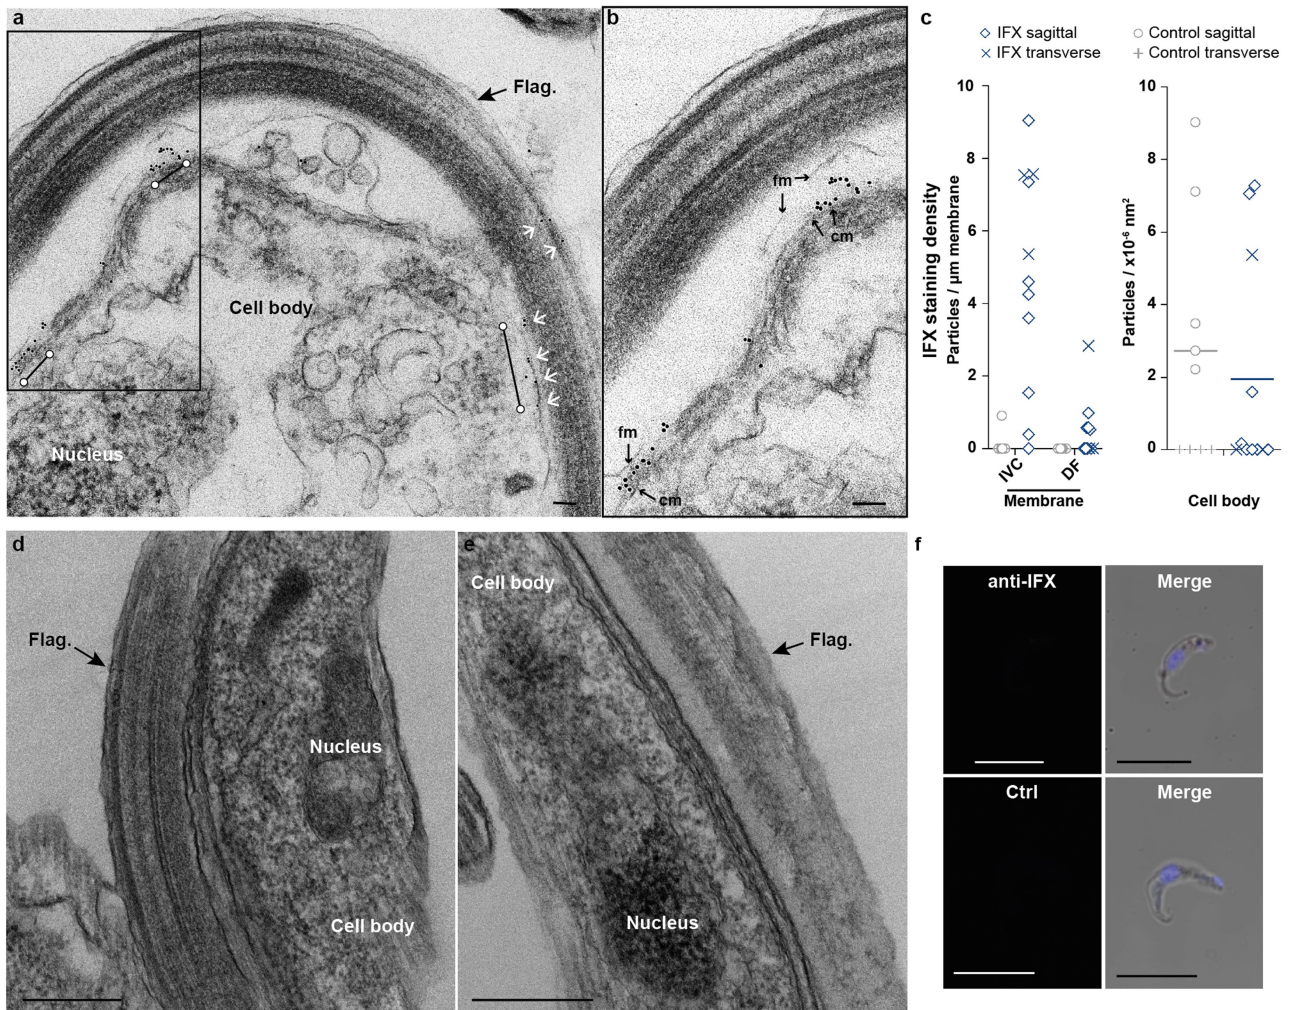 a
Flag.
Cell body
Nucleus
b
fm
cm
fm
cm
c
IFX sagittal
IFX transverse
Control sagittal
Control transverse
IFX staining density
Particles / µm membrane
10
8
6
4
2
0
IVC
DF
Membrane
Particles / x10⁻⁶ nm²
10
8
6
4
2
0
Cell body
d
Flag.
Nucleus
Cell body
e
Cell body
Flag.
Nucleus
f
anti-IFX
Merge
Ctrl
Merge